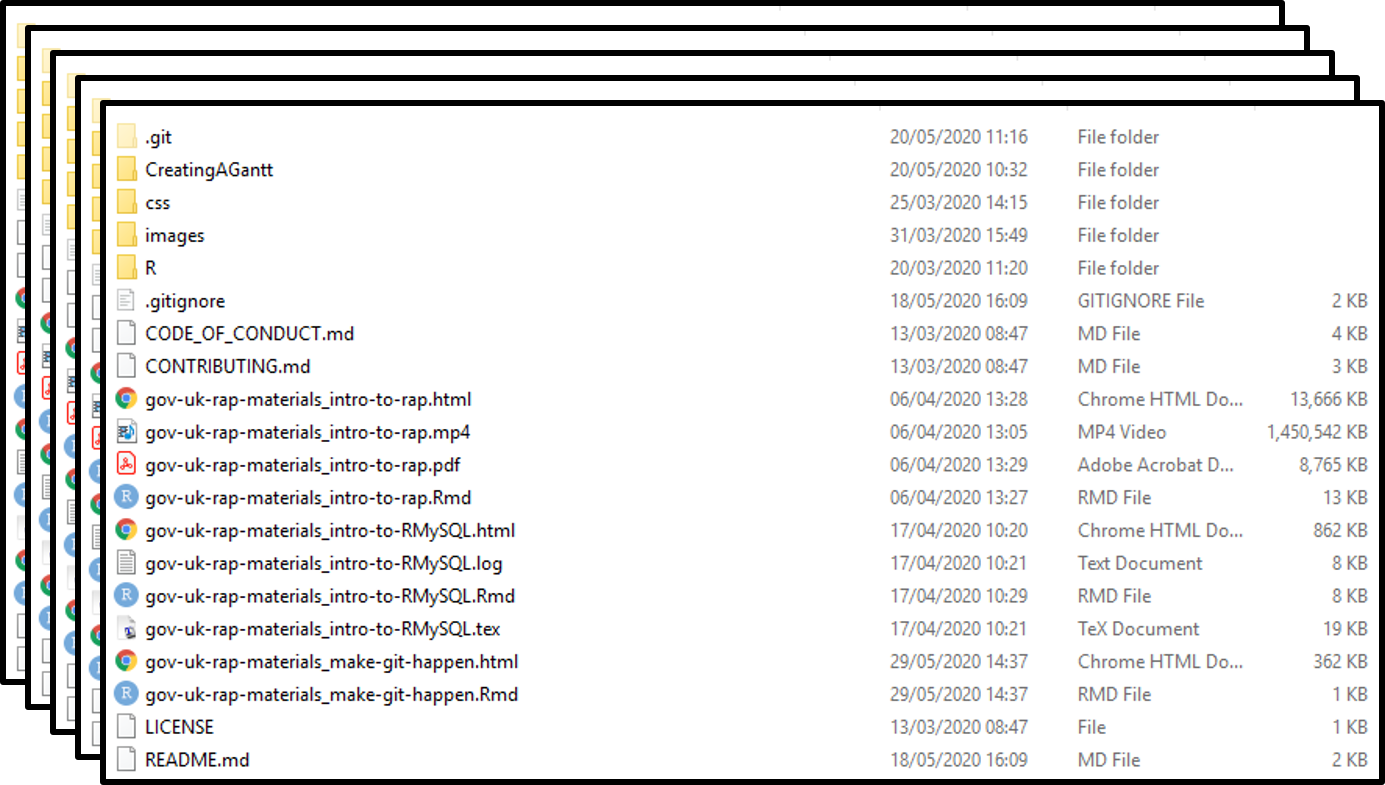 .git 20/05/2020 11:16 File folder
CreatingAGantt 20/05/2020 10:32 File folder
css 25/03/2020 14:15 File folder
images 31/03/2020 15:49 File folder
R 20/03/2020 11:20 File folder
.gitignore 18/05/2020 16:09 GITIGNORE File 2 KB
CODE_OF_CONDUCT.md 13/03/2020 08:47 MD File 4 KB
CONTRIBUTING.md 13/03/2020 08:47 MD File 3 KB
gov-uk-rap-materials_intro-to-rap.html 06/04/2020 13:28 Chrome HTML Do... 13,666 KB
gov-uk-rap-materials_intro-to-rap.mp4 06/04/2020 13:05 MP4 Video 1,450,542 KB
gov-uk-rap-materials_intro-to-rap.pdf 06/04/2020 13:29 Adobe Acrobat D... 8,765 KB
gov-uk-rap-materials_intro-to-rap.Rmd 06/04/2020 13:27 RMD File 13 KB
gov-uk-rap-materials_intro-to-RMySQL.html 17/04/2020 10:20 Chrome HTML Do... 862 KB
gov-uk-rap-materials_intro-to-RMySQL.log 17/04/2020 10:21 Text Document 8 KB
gov-uk-rap-materials_intro-to-RMySQL.Rmd 17/04/2020 10:29 RMD File 8 KB
gov-uk-rap-materials_intro-to-RMySQL.tex 17/04/2020 10:21 TeX Document 19 KB
gov-uk-rap-materials_make-git-happen.html 29/05/2020 14:37 Chrome HTML Do... 362 KB
gov-uk-rap-materials_make-git-happen.Rmd 29/05/2020 14:37 RMD File 1 KB
LICENSE 13/03/2020 08:47 File 1 KB
README.md 18/05/2020 16:09 MD File 2 KB